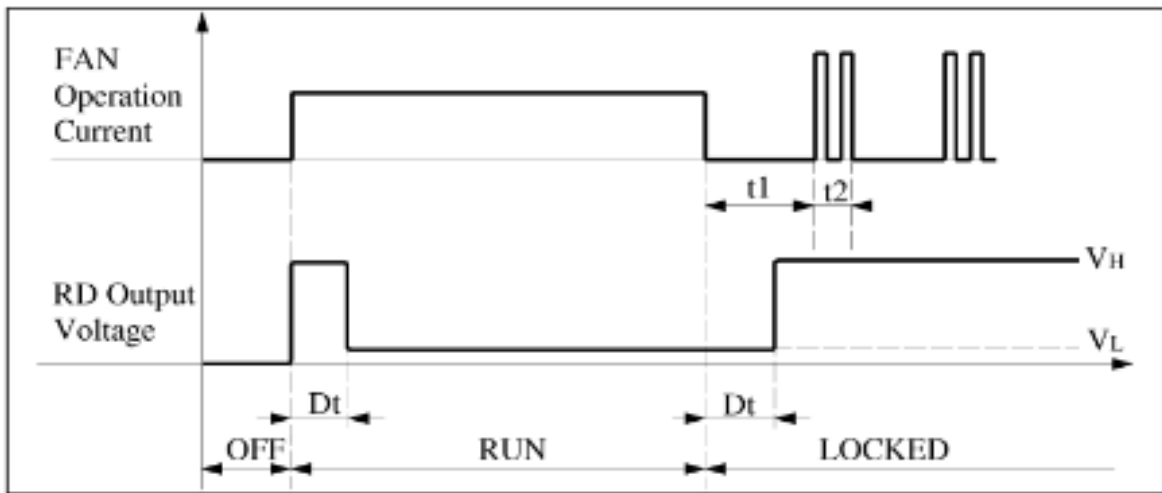 FAN
Operation
Current
t1
t2
VH
RD Output
Voltage
VL
Dt
Dt
OFF
RUN
LOCKED